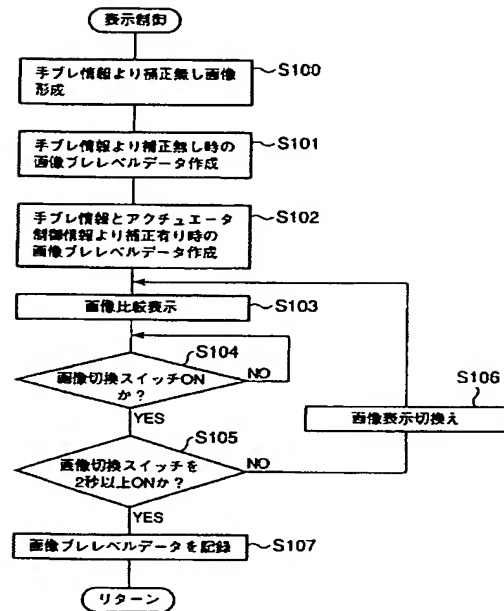 表示制御
手ブレ情報より補正無し画像
形成
S100
手ブレ情報より補正無し時の
画像ブレレベルデータ作成
S101
手ブレ情報とアクチュエータ
制御情報より補正有り時の
画像ブレレベルデータ作成
S102
画像比較表示
S103
S104
画像切換スイッチON
か?
NO
YES
S106
画像表示切換え
S105
画像切換スイッチを
2秒以上ONか?
NO
YES
画像ブレレベルデータを記録
S107
リターン